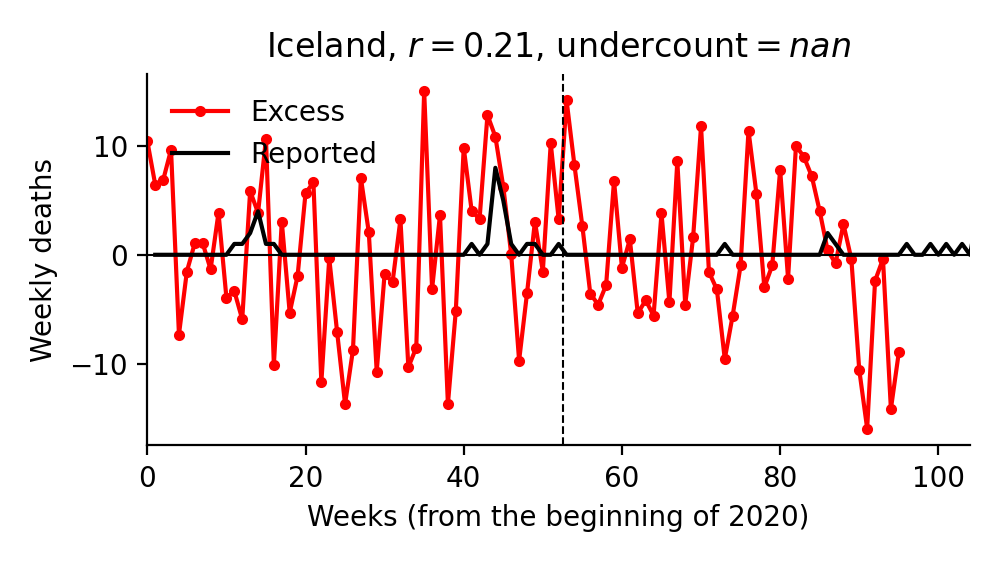 Iceland, r = 0.21, undercount = nan
Excess
Reported
Weekly deaths
10
0
−10
0 20 40 60 80 100
Weeks (from the beginning of 2020)